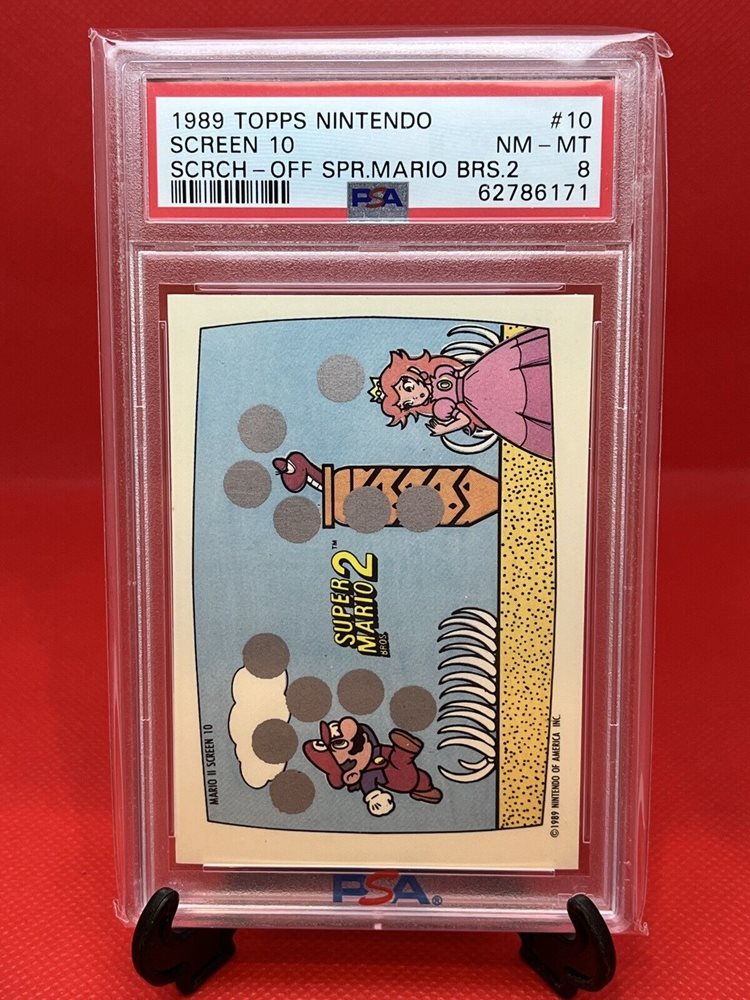 1989 TOPPS NINTENDO #10
SCREEN 10 NM - MT
SCRCH - OFF SPR.MARIO BRS.2 8
PSA 62786171
SUPER
MARIO 2 ™
BROS.
MARIO II SCREEN 10
©1989 NINTENDO OF AMERICA INC.
PSA®